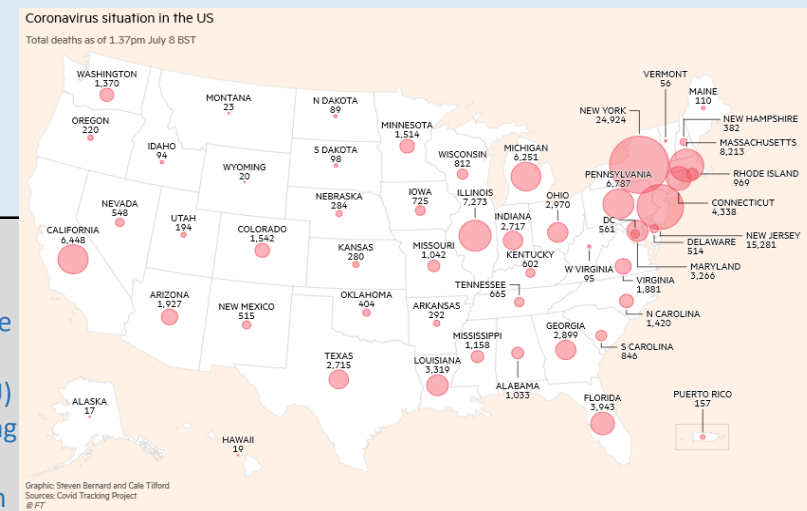 Coronavirus situation in the US
Total deaths as of 1.37pm July 8 BST
WASHINGTON
1,370
OREGON
220
MONTANA
23
IDAHO
94
WYOMING
20
N DAKOTA
89
S DAKOTA
98
NEBRASKA
284
MINNESOTA
1,514
WISCONSIN
812
MICHIGAN
6,251
VERMONT
56
MAINE
110
NEW YORK
24,924
NEW HAMPSHIRE
382
MASSACHUSETTS
8,213
RHODE ISLAND
969
CONNECTICUT
4,338
NEW JERSEY
15,281
PENNSYLVANIA
6,787
DC
561
DELAWARE
514
MARYLAND
3,266
NEVADA
548
CALIFORNIA
6,448
UTAH
194
COLORADO
1,542
IOWA
725
ILLINOIS
7,273
INDIANA
2,717
OHIO
2,970
KANSAS
280
MISSOURI
1,042
KENTUCKY
602
W VIRGINIA
95
VIRGINIA
1,881
TENNESSEE
665
N CAROLINA
1,420
S CAROLINA
846
ARIZONA
1,927
NEW MEXICO
515
OKLAHOMA
404
ARKANSAS
292
MISSISSIPPI
1,158
ALABAMA
1,033
GEORGIA
2,899
TEXAS
2,715
LOUISIANA
3,319
FLORIDA
3,943
ALASKA
17
HAWAII
19
PUERTO RICO
157
Graphic: Steven Bernard and Cale Tilford
Sources: Covid Tracking Project
© FT